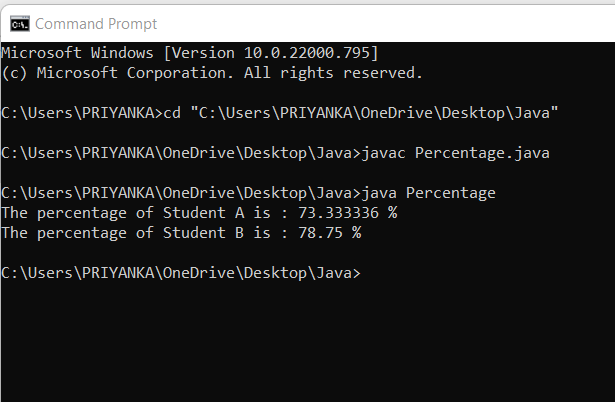 Command Prompt
Microsoft Windows [Version 10.0.22000.795]
(c) Microsoft Corporation. All rights reserved.
C:\Users\PRIYANKA>cd "C:\Users\PRIYANKA\OneDrive\Desktop\Java"
C:\Users\PRIYANKA\OneDrive\Desktop\Java>javac Percentage.java
C:\Users\PRIYANKA\OneDrive\Desktop\Java>java Percentage
The percentage of Student A is : 73.333336 %
The percentage of Student B is : 78.75 %
C:\Users\PRIYANKA\OneDrive\Desktop\Java>